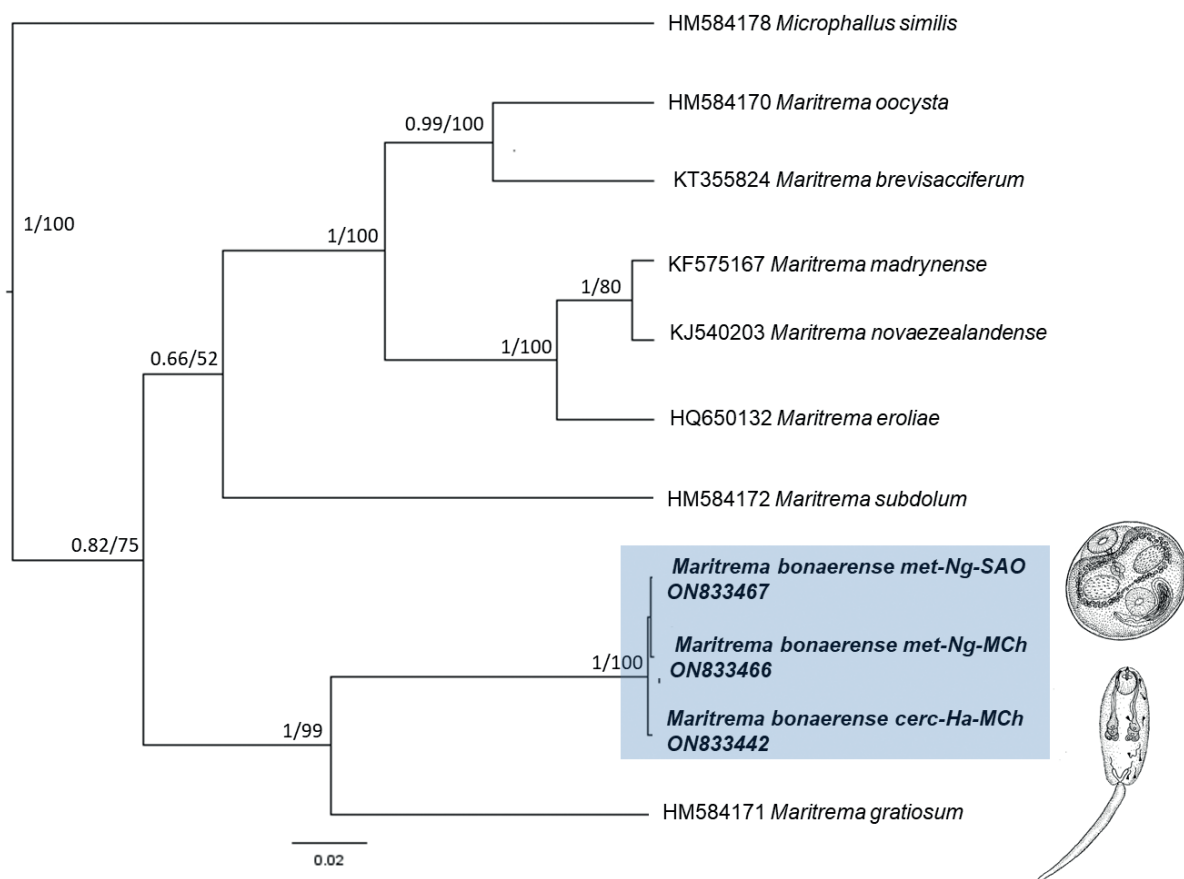 HM584178 Microphallus similis
HM584170 Maritrema oocysta
0.99/100
KT355824 Maritrema brevisacciferum
1/100
1/100
KF575167 Maritrema madrynense
1/80
KJ540203 Maritrema novaezealandense
1/100
0.66/52
HQ650132 Maritrema eroliae
HM584172 Maritrema subdolum
0.82/75
Maritrema bonaerense met-Ng-SAO
ON833467
Maritrema bonaerense met-Ng-MCh
ON833466
1/100
Maritrema bonaerense cerc-Ha-MCh
ON833442
1/99
HM584171 Maritrema gratiosum
0.02